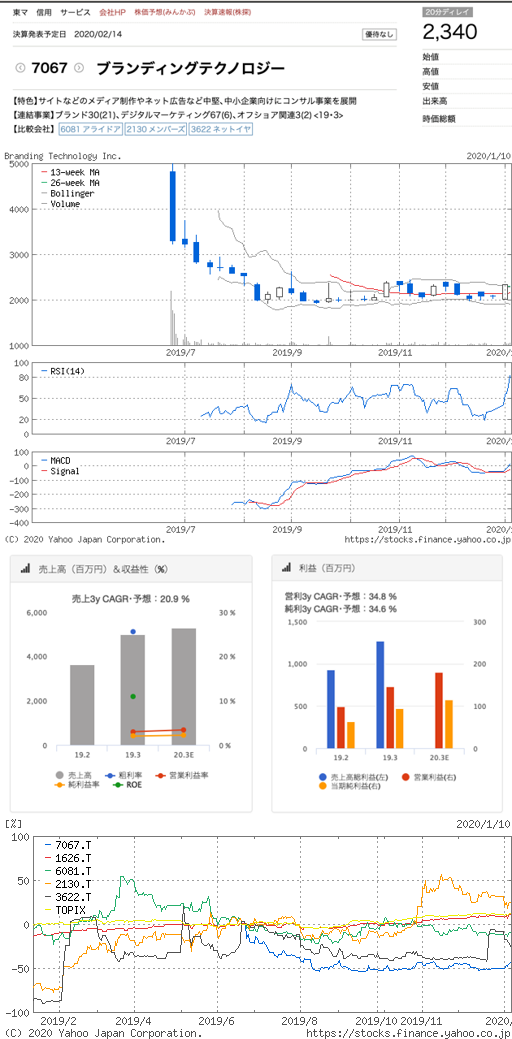 東マ 信用 サービス 会社HP 株価予想(みんかぶ) 決算速報(株探)
20分ディレイ
2,340
決算発表予定日 2020/02/14
優待なし
7067 ブランディングテクノロジー
始値
高値
安値
出来高
時価総額
【特色】サイトなどのメディア制作やネット広告など中堅、中小企業向けにコンサル事業を展開
【連結事業】ブランド30(21)、デジタルマーケティング67(6)、オフショア関連3(2) <19・3>
【比較会社】 6081 アライドア 2130 メンバーズ 3622 ネットイヤ
Branding Technology Inc. 2020/1/10
5000
13-week MA
26-week MA
Bollinger
Volume
4000
3000
2000
1000
2019/7 2019/9 2019/11 2020/
100
RSI(14)
80
60
20
0
2019/7 2019/9 2019/11 2020/
100
MACD
0
Signal
-100
-200
-300
-400
2019/7 2019/9 2019/11 2020/
(C) 2020 Yahoo Japan Corporation. https://stocks.finance.yahoo.co.jp
売上高（百万円）＆収益性（%）
売上3y CAGR・予想：20.9 %
6,000 30 %
4,000 20 %
2,000 10 %
0 0 %
19.2 19.3 20.3E
売上高 粗利率 営業利益率
純利益率 ROE
利益（百万円）
営利3y CAGR・予想：34.8 %
純利3y CAGR・予想：34.6 %
1,500 300
1,000 200
500 100
0 0
19.2 19.3 20.3E
売上高総利益(左) 営業利益(右)
当期純利益(右)
[%] 2020/1/10
100
7067.T
1626.T
6081.T
2130.T
3622.T
TOPIX
50
0
-50
-100
2019/2 2019/4 2019/6 2019/8 2019/10 2019/11 2020/
(C) 2020 Yahoo Japan Corporation. https://stocks.finance.yahoo.co.jp